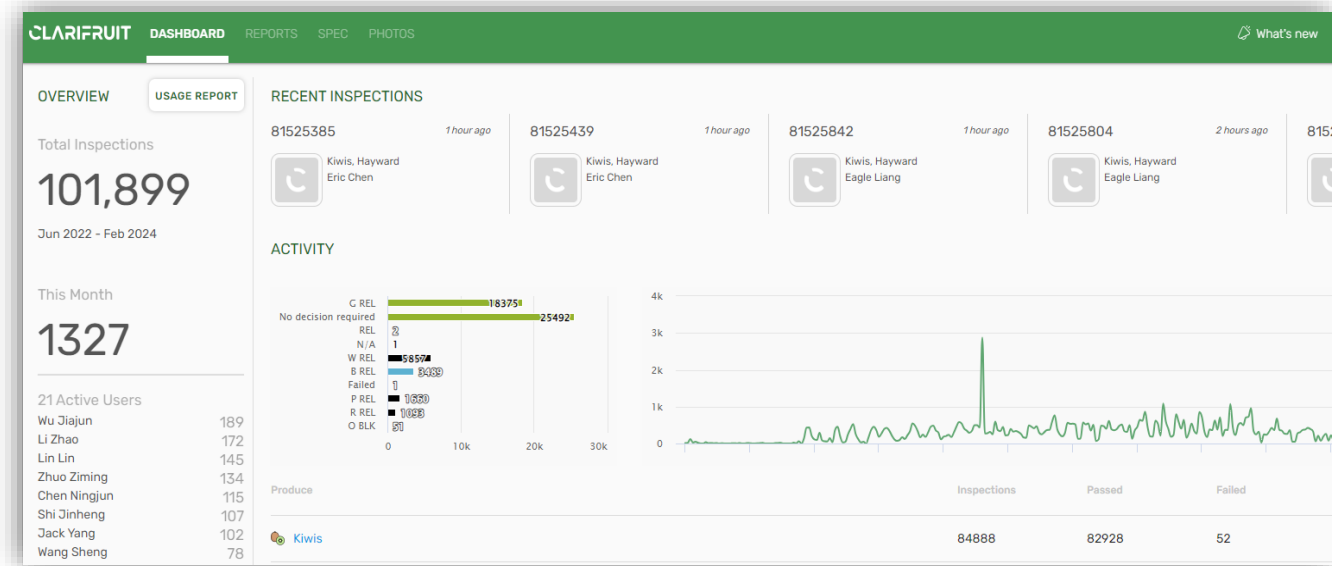 CLARIFRUIT DASHBOARD REPORTS SPEC PHOTOS What's new
OVERVIEW USAGE REPORT
Total Inspections
101,899
Jun 2022 - Feb 2024
This Month
1327
21 Active Users
Wu Jiajun 189
Li Zhao 172
Lin Lin 145
Zhuo Ziming 134
Chen Ningjun 115
Shi Jinheng 107
Jack Yang 102
Wang Sheng 78
RECENT INSPECTIONS
81525385 1 hour ago
Kiwis, Hayward
Eric Chen
81525439 1 hour ago
Kiwis, Hayward
Eric Chen
81525842 1 hour ago
Kiwis, Hayward
Eagle Liang
81525804 2 hours ago
Kiwis, Hayward
Eagle Liang
ACTIVITY
G REL 18375
No decision required 25492
REL 2
N/A 1
W REL 5857
B REL 3489
Failed 1
P REL
R REL 1093
O BLK 51
0 10k 20k 30k
4k
3k
2k
1k
0
Produce Inspections Passed Failed
Kiwis 84888 82928 52